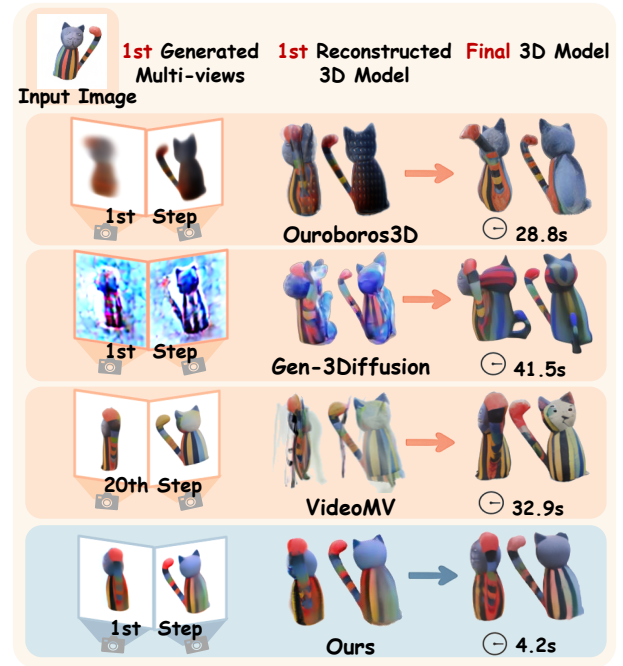 Input Image
1st Generated
Multi-views
1st Reconstructed
3D Model
Final 3D Model
1st Step
Ouroboros3D
28.8s
1st Step
Gen-3Diffusion
41.5s
20th Step
VideoMV
32.9s
1st Step
Ours
4.2s